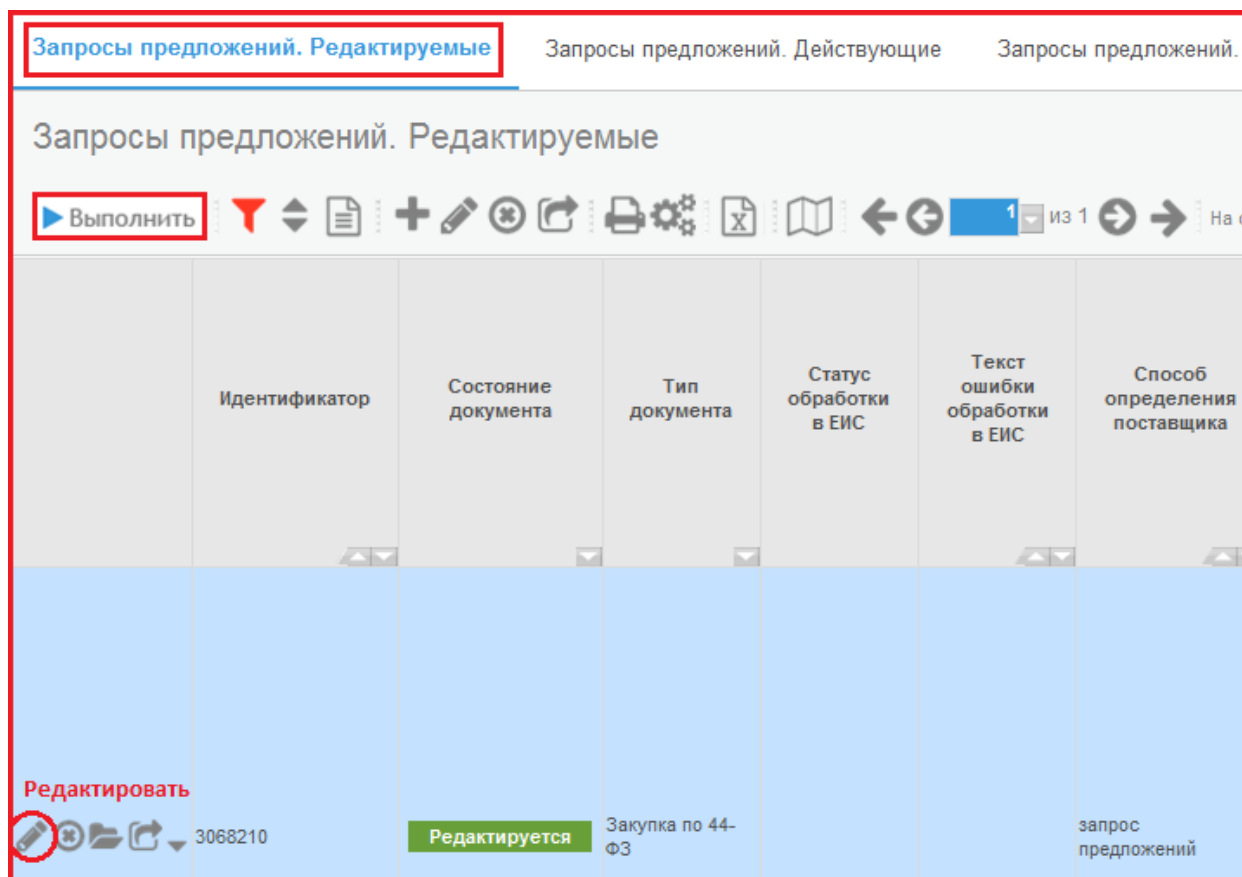 Запросы предложений. Редактируемые Запросы предложений. Действующие Запросы предложений.
Запросы предложений. Редактируемые
Выполнить 1 из 1 На
Идентификатор
Состояние
документа
Тип
документа
Статус
обработки
в ЕИС
Текст
ошибки
обработки
в ЕИС
Способ
определения
поставщика
Редактировать
3068210
Редактируется
Закупка по 44-
ФЗ
запрос
предложений